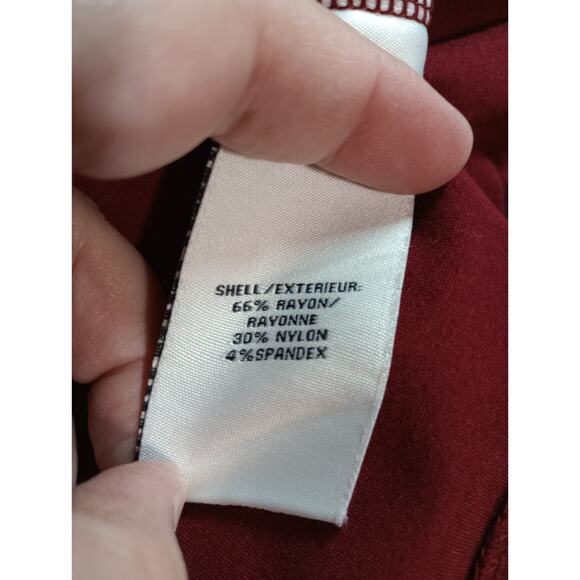 SHELL/EXTERIEUR:
66% RAYON/
RAYONNE
30% NYLON
4%SPANDEX